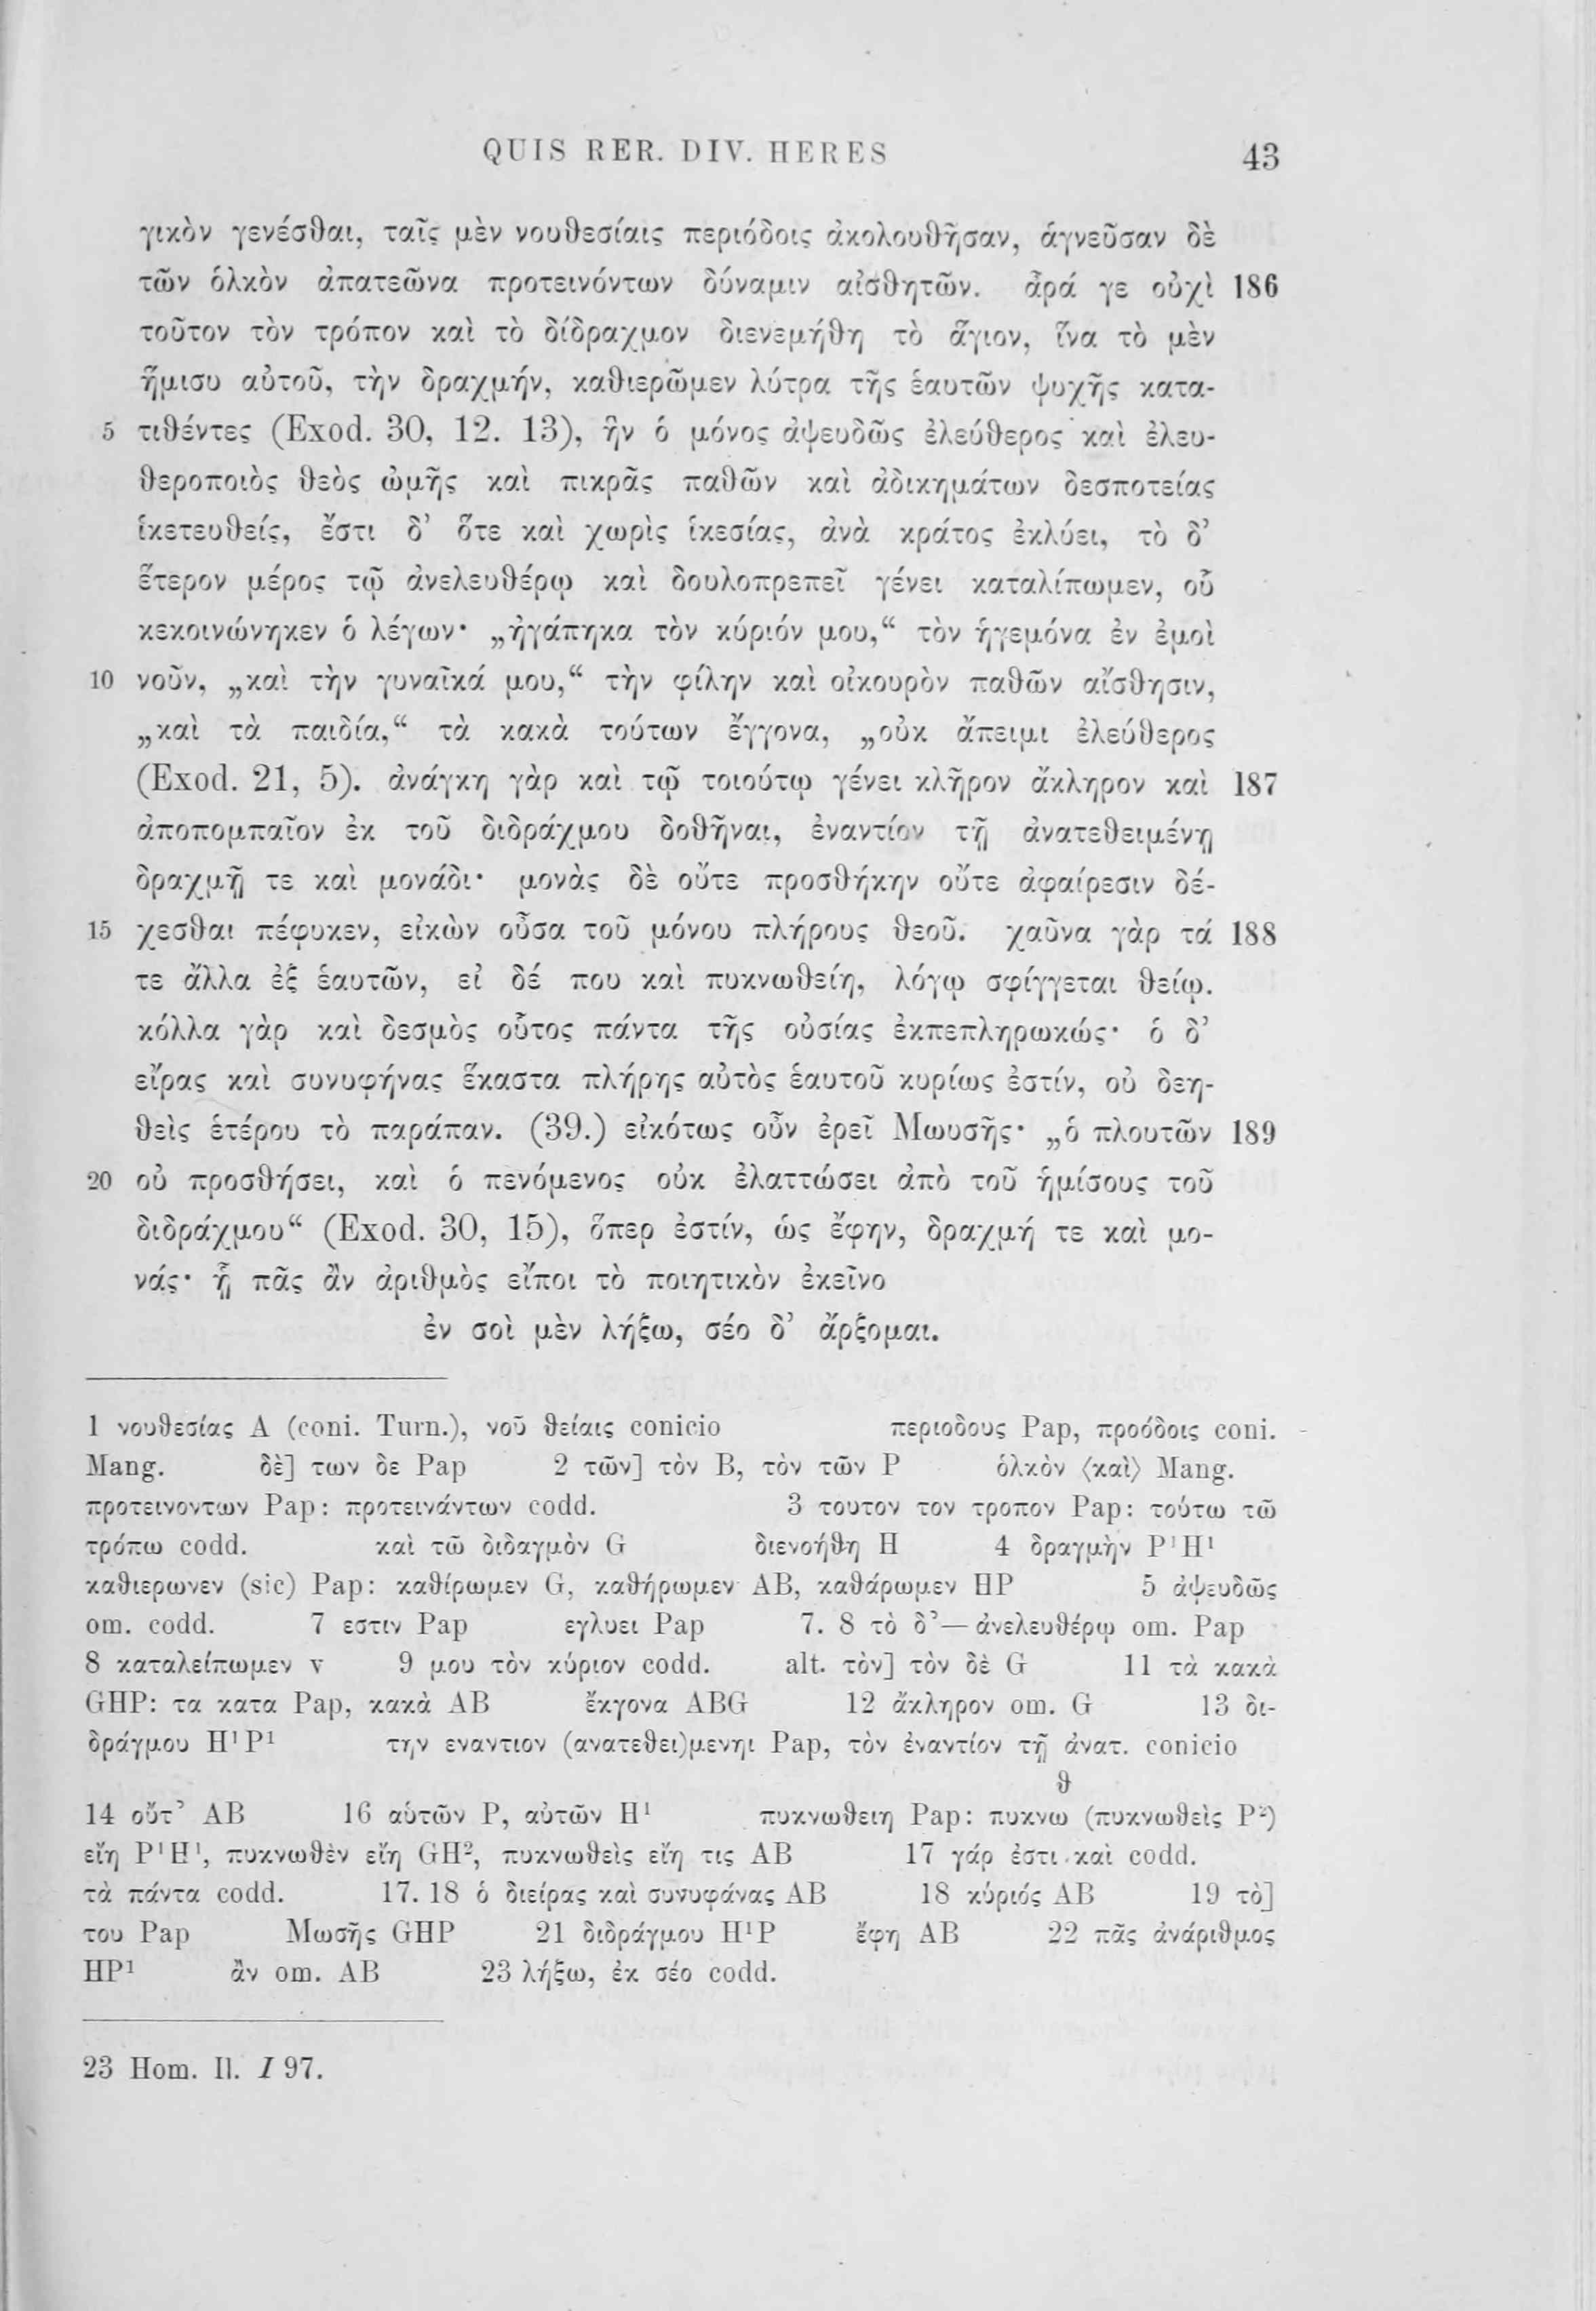 QUIS RER. DIV. HERES 43
γικὸν γενέσθαι, ταῖς μὲν νουθεσίαις περιόδοις ἀκολουθῆσαν, ἁγνεῦσαν δὲ
τῶν ὁλκὸν ἀπατεῶνα προτεινόντων δύναμιν αἰσθητῶν. ἆρά γε οὐχὶ 186
τοῦτον τὸν τρόπον καὶ τὸ δίδραχμον διενεμήθη τὸ ἅγιον, ἵνα τὸ μὲν
ἥμισυ αὐτοῦ, τὴν δραχμήν, καθιερῶμεν λύτρα τῆς ἑαυτῶν ψυχῆς κατα-
5 τιθέντες (Exod. 30, 12. 13), ἣν ὁ μόνος ἀψευδῶς ἐλεύθερος καὶ ἐλευ-
θεροποιὸς θεὸς ὠμῆς καὶ πικρᾶς παθῶν καὶ ἀδικημάτων δεσποτείας
ἱκετευθείς, ἔστι δ’ ὅτε καὶ χωρὶς ἱκεσίας, ἀνὰ κράτος ἐκλύει, τὸ δ’
ἕτερον μέρος τῷ ἀνελευθέρῳ καὶ δουλοπρεπεῖ γένει καταλίπωμεν, οὗ
κεκοινώνηκεν ὁ λέγων· „ἠγάπηκα τὸν κύριόν μου,“ τὸν ἡγεμόνα ἐν ἐμοὶ
10 νοῦν, „καὶ τὴν γυναῖκά μου,“ τὴν φίλην καὶ οἰκουρὸν παθῶν αἴσθησιν,
„καὶ τὰ παιδία,“ τὰ κακὰ τούτων ἔγγονα, „οὐκ ἄπειμι ἐλεύθερος
(Exod. 21, 5). ἀνάγκη γὰρ καὶ τῷ τοιούτῳ γένει κλῆρον ἄκληρον καὶ 187
ἀποπομπαῖον ἐκ τοῦ διδράχμου δοθῆναι, ἐναντίον τῇ ἀνατεθειμένῃ
δραχμῇ τε καὶ μονάδι· μονὰς δὲ οὔτε προσθήκην οὔτε ἀφαίρεσιν δέ-
15 χεσθαι πέφυκεν, εἰκὼν οὖσα τοῦ μόνου πλήρους θεοῦ. χαῦνα γὰρ τά 188
τε ἄλλα ἐξ ἑαυτῶν, εἰ δέ που καὶ πυκνωθείη, λόγῳ σφίγγεται θείῳ.
κόλλα γὰρ καὶ δεσμὸς οὗτος πάντα τῆς οὐσίας ἐκπεπληρωκώς· ὁ δ’
εἴρας καὶ συνυφήνας ἕκαστα πλήρης αὐτὸς ἑαυτοῦ κυρίως ἐστίν, οὐ δεη-
θεὶς ἑτέρου τὸ παράπαν. (39.) εἰκότως οὖν ἐρεῖ Μωυσῆς· „ὁ πλουτῶν 189
20 οὐ προσθήσει, καὶ ὁ πενόμενος οὐκ ἐλαττώσει ἀπὸ τοῦ ἡμίσους τοῦ
διδράχμου“ (Exod. 30, 15), ὅπερ ἐστίν, ὡς ἔφην, δραχμή τε καὶ μο-
νάς· ᾗ πᾶς ἂν ἀριθμὸς εἴποι τὸ ποιητικὸν ἐκεῖνο
ἐν σοὶ μὲν λήξω, σέο δ’ ἄρξομαι.
1 νουθεσίας A (coni. Turn.), νοῦ θείαις conicio περιοδους Pap, προόδοις coni.
Mang. δὲ] των δε Pap 2 τῶν] τὸν B, τὸν τῶν P ὁλκὸν ⟨καὶ⟩ Mang.
προτεινοντων Pap: προτεινάντων codd. 3 τουτον τον τροπον Pap: τούτω τῶ
τρόπω codd. καὶ τῶ διδαγμὸν G διενοήθη H 4 δραγμὴν P¹H¹
καθιερωνεν (sic) Pap: καθίρωμεν G, καθήρωμεν AB, καθάρωμεν HP 5 ἀψευδῶς
om. codd. 7 εστιν Pap εγλυει Pap 7. 8 τὸ δ’— ἀνελευθέρῳ om. Pap
8 καταλείπωμεν v 9 μου τὸν κύριον codd. alt. τὸν] τὸν δὲ G 11 τὰ κακὰ
GHP: τα κατα Pap, κακὰ AB ἔκγονα ABG 12 ἄκληρον om. G 13 δι-
δράγμου H¹P¹ την εναντιον (ανατεθει)μενηι Pap, τὸν ἐναντίον τῇ ἀνατ. conicio
θ
14 οὔτ’ AB 16 αὑτῶν P, αὐτῶν H¹ πυκνωθειη Pap: πυκνω (πυκνωθεὶς P²)
εἴη P¹H¹, πυκνωθὲν εἴη GH², πυκνωθεὶς εἴη τις AB 17 γάρ ἐστι καὶ codd.
τὰ πάντα codd. 17. 18 ὁ διείρας καὶ συνυφάνας AB 18 κύριός AB 19 τὸ]
του Pap Μωσῆς GHP 21 διδράγμου H¹P ἔφη AB 22 πᾶς ἀνάριθμος
HP¹ ἂν om. AB 23 λήξω, ἐκ σέο codd.
23 Hom. Il. I 97.